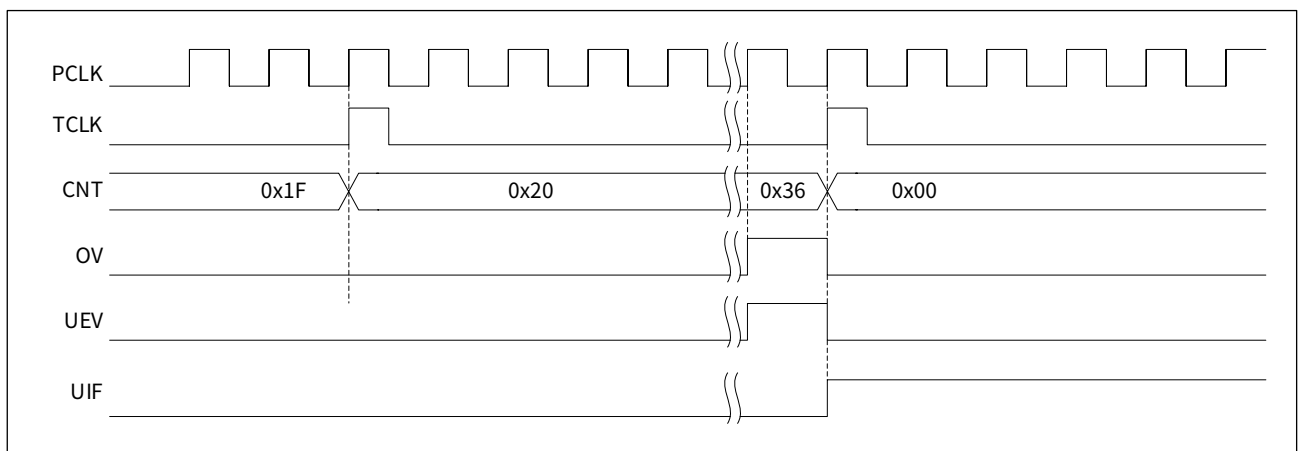 PCLK
TCLK
CNT 0x1F 0x20 0x36 0x00
OV
UEV
UIF